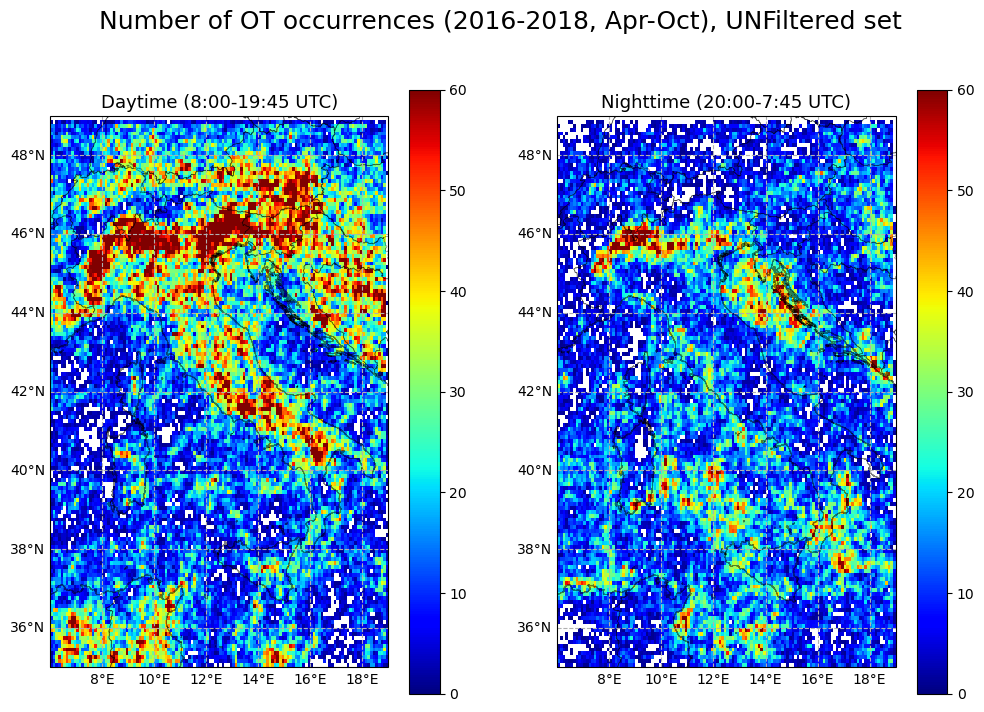 Number of OT occurrences (2016-2018, Apr-Oct), UNFiltered set
Daytime (8:00-19:45 UTC)
48°N
46°N
44°N
42°N
40°N
38°N
36°N
8°E 10°E 12°E 14°E 16°E 18°E
60
50
40
30
20
10
0
Nighttime (20:00-7:45 UTC)
48°N
46°N
44°N
42°N
40°N
38°N
36°N
8°E 10°E 12°E 14°E 16°E 18°E
60
50
40
30
20
10
0